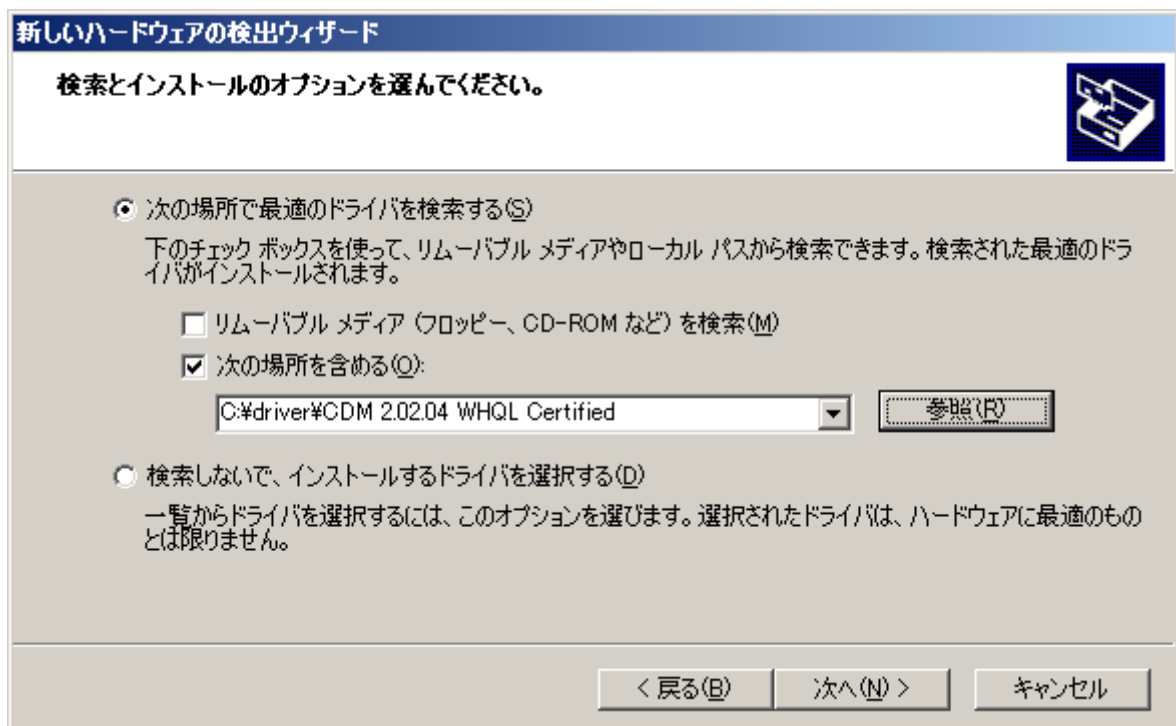 新しいハードウェアの検出ウィザード
検索とインストールのオプションを選んでください。
次の場所で最適のドライバを検索する(S)
下のチェック ボックスを使って、リムーバブル メディアやローカル パスから検索できます。検索された最適のドラ
イバがインストールされます。
リムーバブル メディア (フロッピー、CD-ROM など) を検索(M)
次の場所を含める(O):
C:¥driver¥CDM 2.02.04 WHQL Certified
参照(R)
検索しないで、インストールするドライバを選択する(D)
一覧からドライバを選択するには、このオプションを選びます。選択されたドライバは、ハードウェアに最適のもの
とは限りません。
< 戻る(B)
次へ(N) >
キャンセル